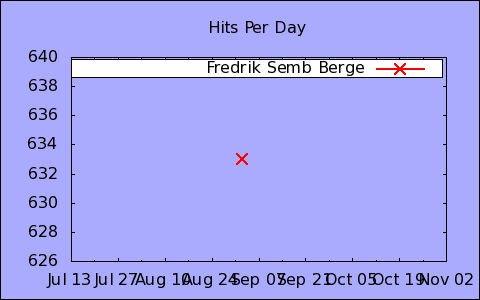 Hits Per Day
640
Fredrik Semb Berge
638
636
634
632
630
628
626
Jul 13 Jul 27 Aug 10 Aug 24 Sep 07 Sep 21 Oct 05 Oct 19 Nov 02